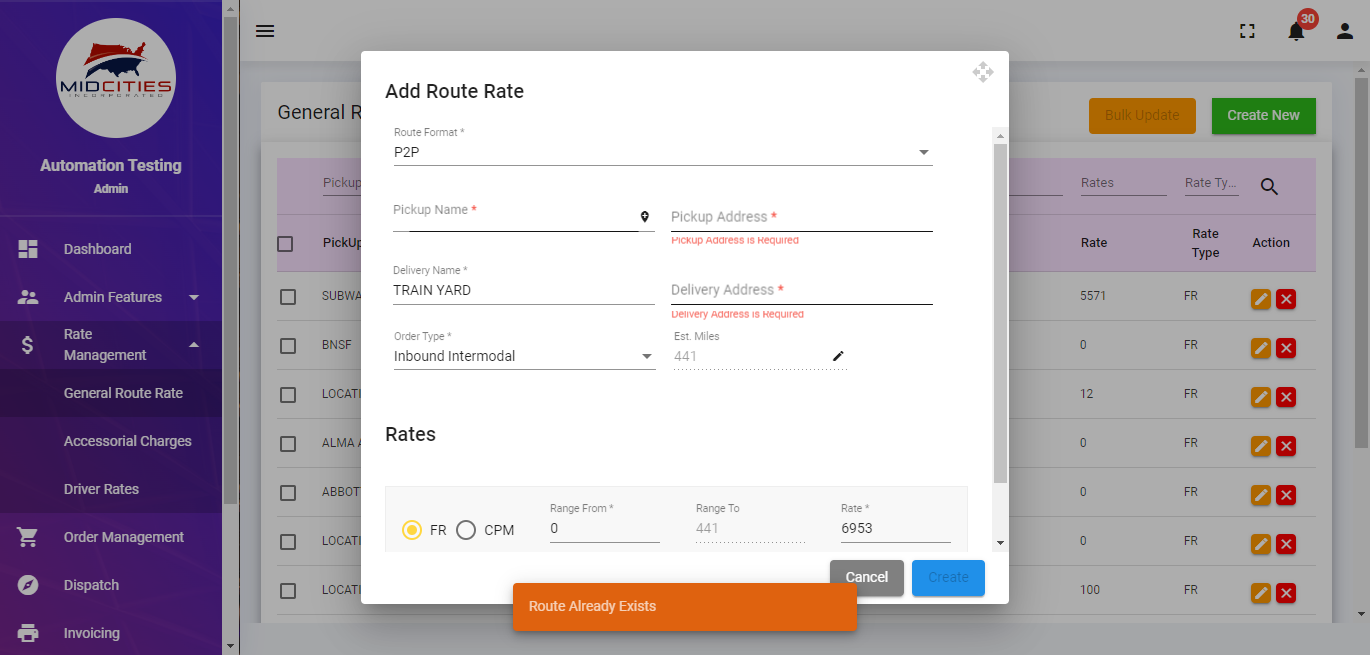 MIDCITIES
INCORPORATED
Automation Testing
Admin
Dashboard
Admin Features
Rate
Management
General Route Rate
Accessorial Charges
Driver Rates
Order Management
Dispatch
Invoicing
30
General R
Bulk Update
Create New
Pickup
Rates
Rate Ty...
PickUp
Rate
Rate
Type
Action
SUBWA
5571
FR
BNSF
0
FR
LOCATI
12
FR
ALMA A
0
FR
ABBOT
0
FR
LOCATI
0
FR
LOCATI
100
FR
Add Route Rate
Route Format *
P2P
Pickup Name *
Pickup Address *
Pickup Address is Required
Delivery Name *
TRAIN YARD
Delivery Address *
Delivery Address is Required
Order Type *
Inbound Intermodal
Est. Miles
441
Rates
FR
CPM
Range From *
0
Range To
441
Rate *
6953
Cancel
Create
Route Already Exists